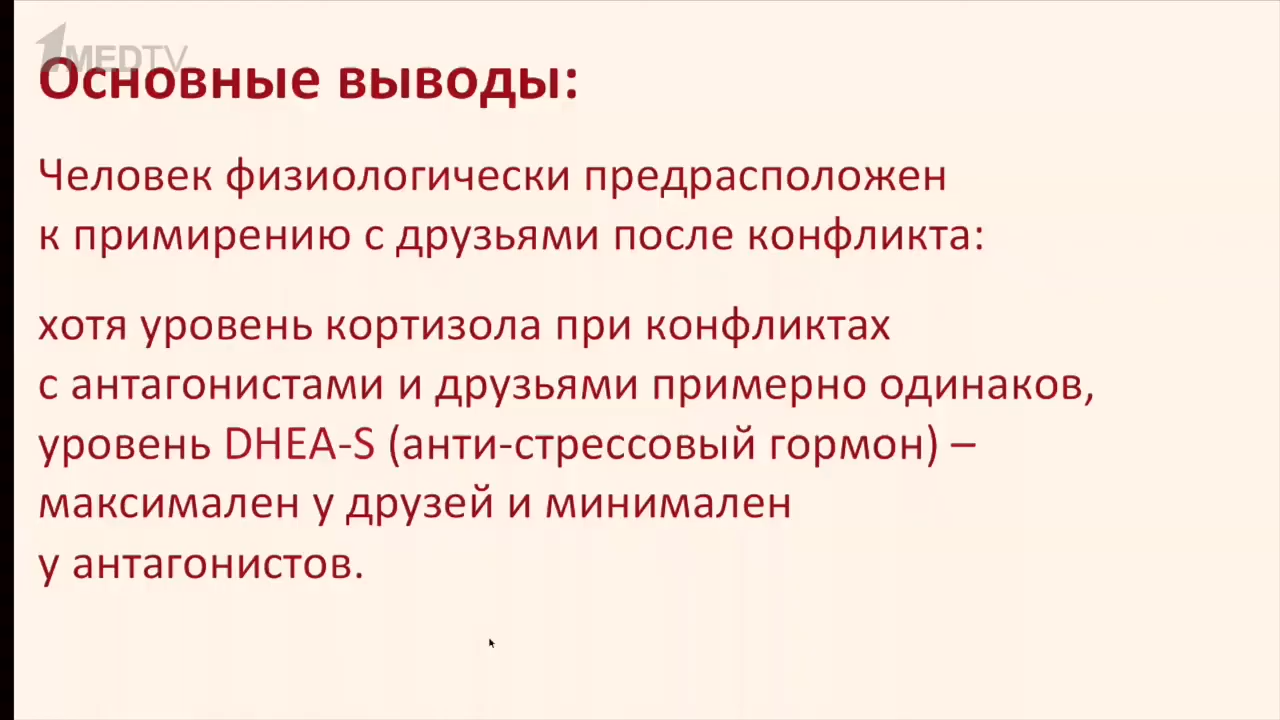 1MEDTV
Основные выводы:
Человек физиологически предрасположен
к примирению с друзьями после конфликта:
хотя уровень кортизола при конфликтах
с антагонистами и друзьями примерно одинаков,
уровень DHEA-S (анти-стрессовый гормон) –
максимален у друзей и минимален
у антагонистов.